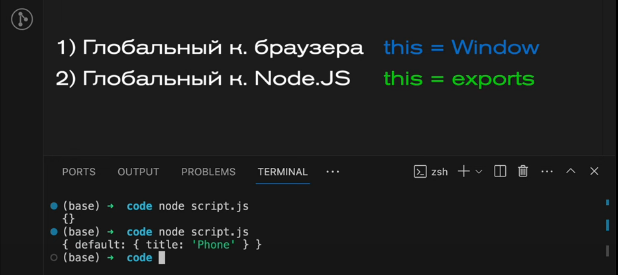 1) Глобальный к. браузера this = Window
2) Глобальный к. Node.JS this = exports
PORTS OUTPUT PROBLEMS TERMINAL ··· zsh ···
(base) → code node script.js
{}
(base) → code node script.js
{ default: { title: 'Phone' } }
(base) → code